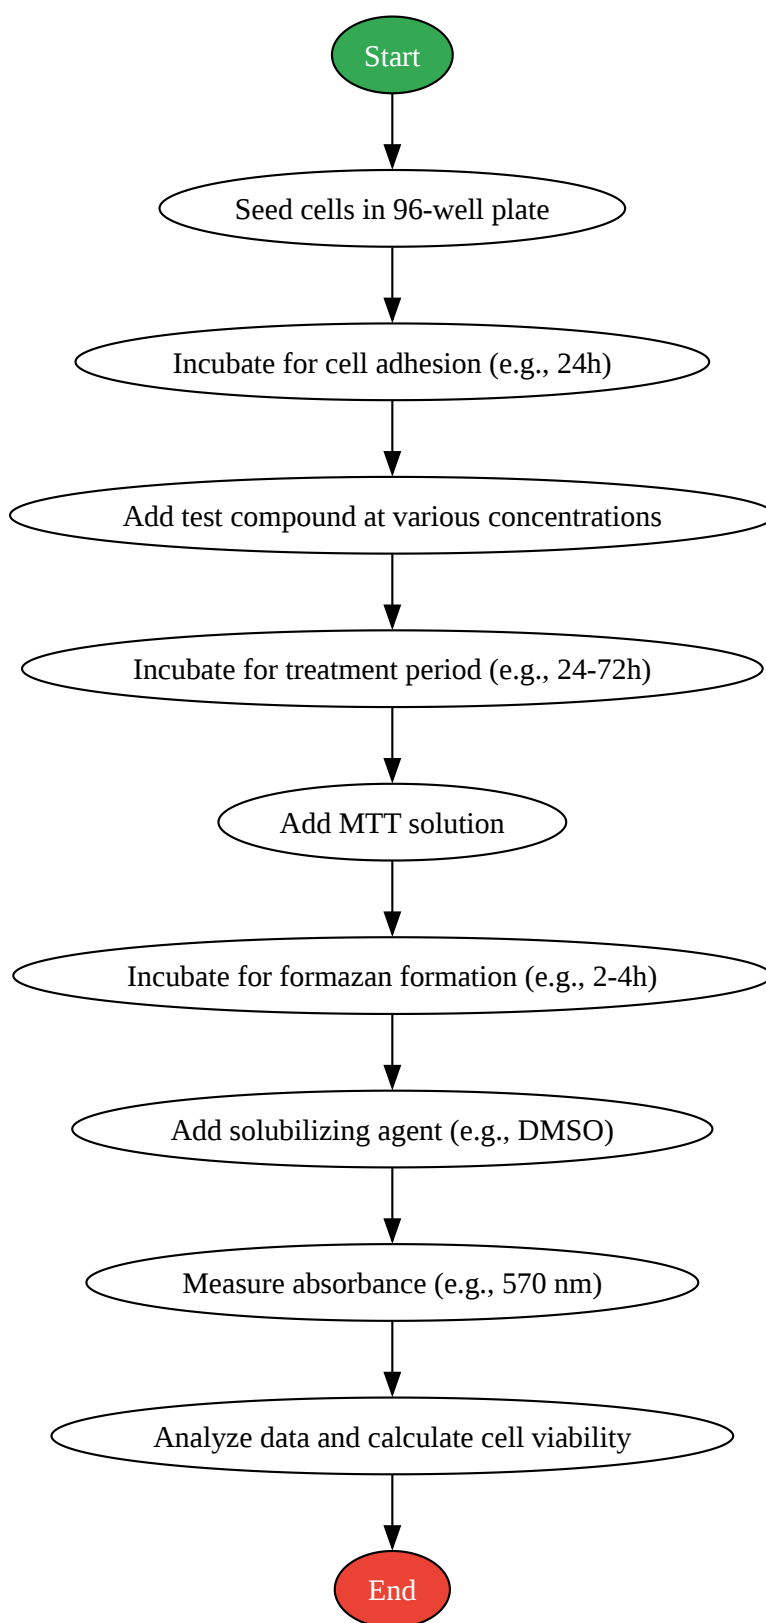 Start
Seed cells in 96-well plate
Incubate for cell adhesion (e.g., 24h)
Add test compound at various concentrations
Incubate for treatment period (e.g., 24-72h)
Add MTT solution
Incubate for formazan formation (e.g., 2-4h)
Add solubilizing agent (e.g., DMSO)
Measure absorbance (e.g., 570 nm)
Analyze data and calculate cell viability
End